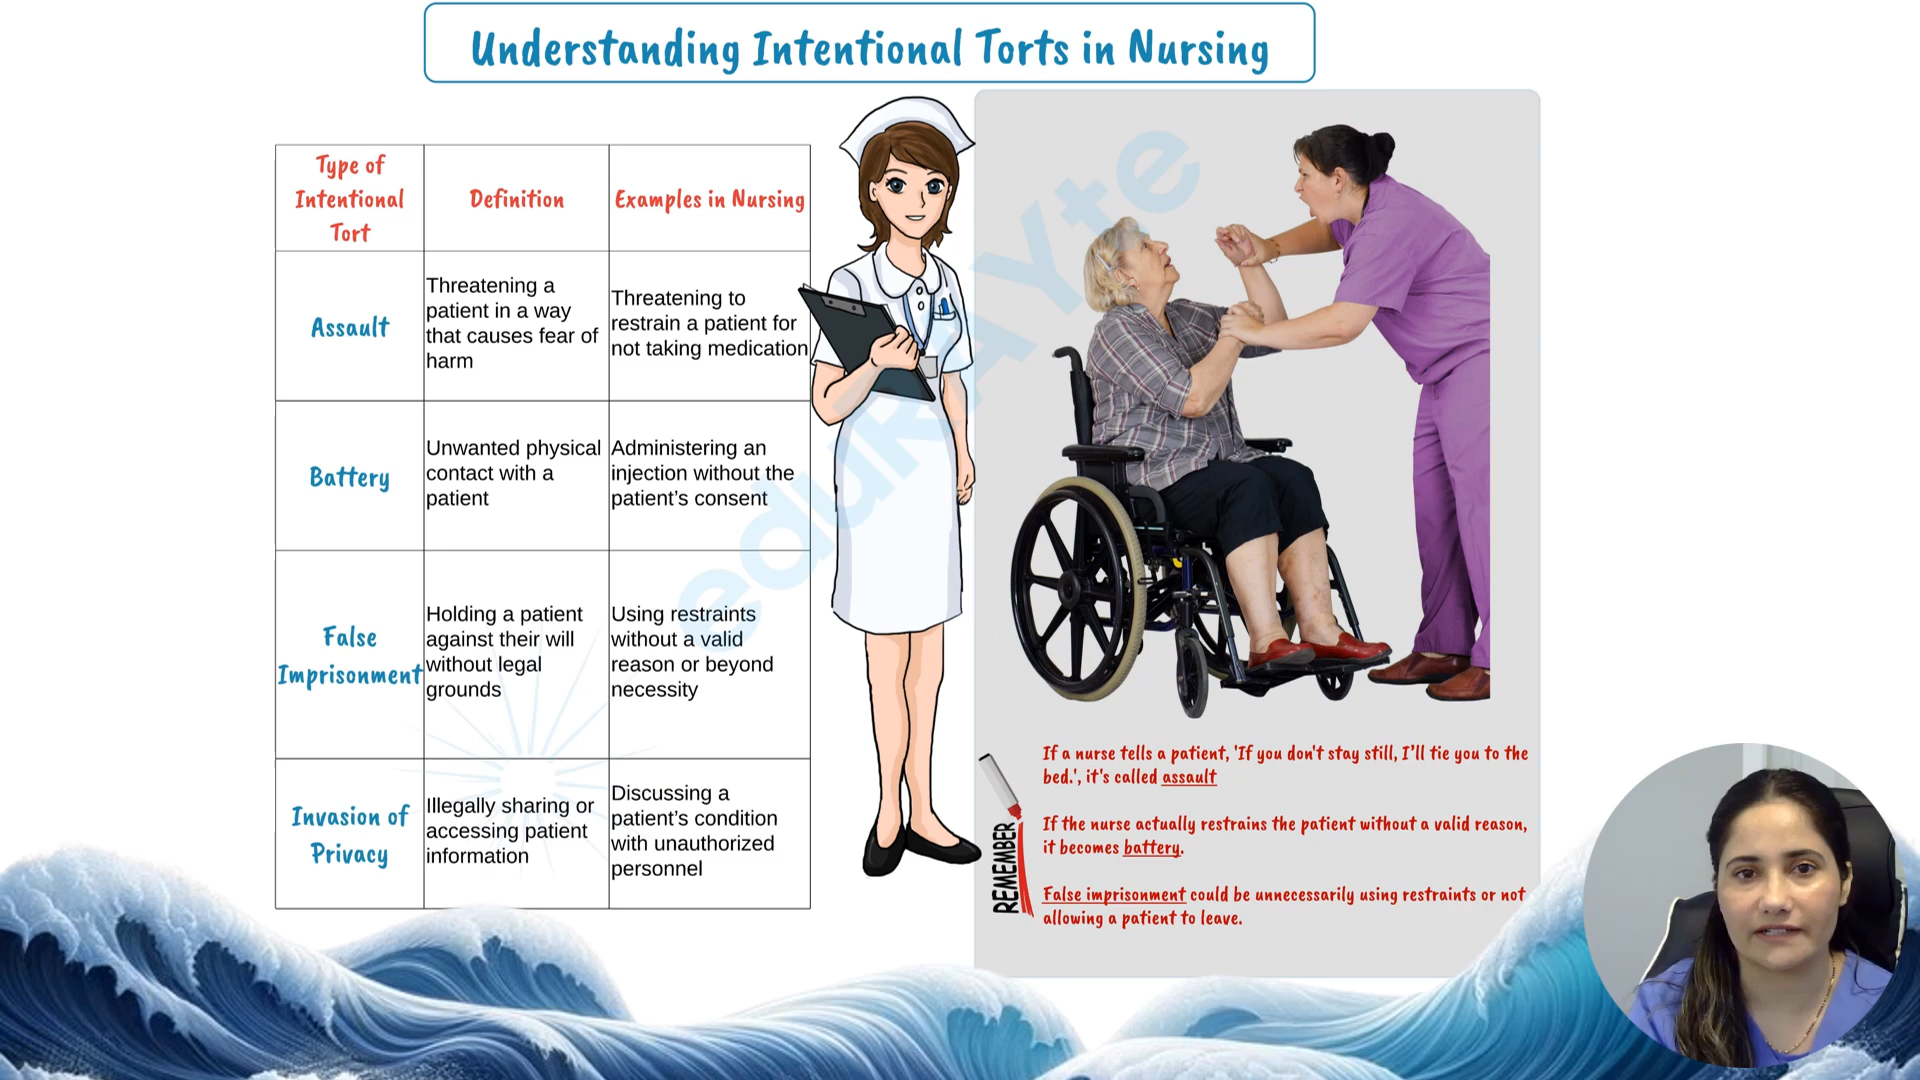 Understanding Intentional Torts in Nursing
Type of
Intentional
Tort
Definition
Examples in Nursing
Assault
Threatening a
patient in a way
that causes fear of
harm
Threatening to
restrain a patient for
not taking medication
Battery
Unwanted physical
contact with a
patient
Administering an
injection without the
patient’s consent
False
Imprisonment
Holding a patient
against their will
without legal
grounds
Using restraints
without a valid
reason or beyond
necessity
Invasion of
Privacy
Illegally sharing or
accessing patient
information
Discussing a
patient’s condition
with unauthorized
personnel
eduRAYte
REMEMBER
If a nurse tells a patient, 'If you don't stay still, I’ll tie you to the
bed.', it's called assault
If the nurse actually restrains the patient without a valid reason,
it becomes battery.
False imprisonment could be unnecessarily using restraints or not
allowing a patient to leave.